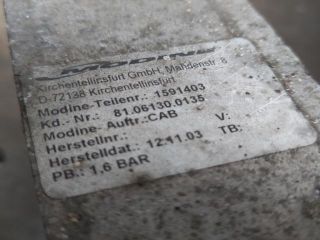 MODINE
Kirchentellinsfurt GmbH, Mahdenstr. 8
D-72138 Kirchentellinsfurt
Modine-Teilenr.: 1591403
Kd.- Nr.: 81.06130.0135
Modine- Auftr.: CAB V:
Herstellnr.: TB:
Herstelldat.: 12.11.03
PB.: 1,6 BAR